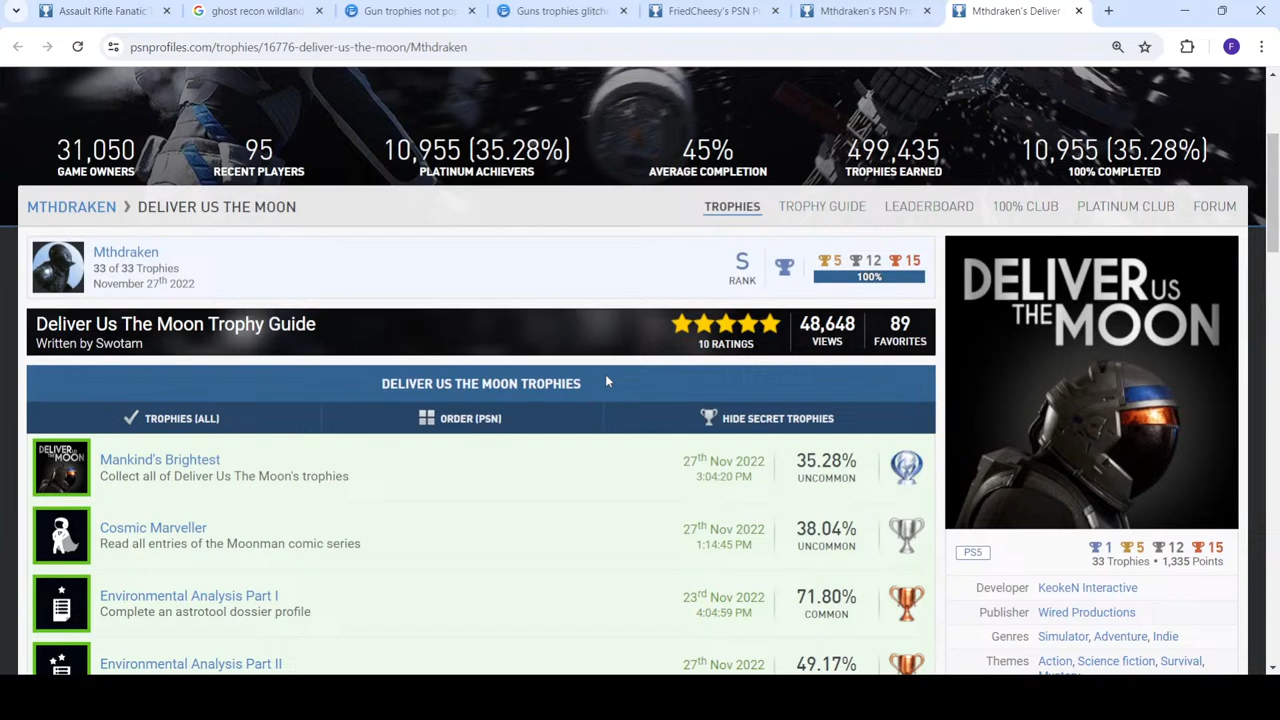 Assault Rifle Fanatic
ghost recon wildland
Gun trophies not pop
Guns trophies glitche
FriedCheesy's PSN P
Mthdraken's PSN Pro
Mthdraken's Deliver
psnprofiles.com/trophies/16776-deliver-us-the-moon/Mthdraken
F
31,050 95 10,955 (35.28%) 45% 499,435 10,955 (35.28%)
GAME OWNERS RECENT PLAYERS PLATINUM ACHIEVERS AVERAGE COMPLETION TROPHIES EARNED 100% COMPLETED
MTHDRAKEN DELIVER US THE MOON TROPHIES TROPHY GUIDE LEADERBOARD 100% CLUB PLATINUM CLUB FORUM
Mthdraken
33 of 33 Trophies
November 27th 2022
S
RANK
5 12 15
100%
Deliver Us The Moon Trophy Guide
Written by Swotam
10 RATINGS
48,648
VIEWS
89
FAVORITES
DELIVER US THE MOON TROPHIES
TROPHIES (ALL) ORDER (PSN) HIDE SECRET TROPHIES
DELIVER US
THE MOON
Mankind's Brightest
Collect all of Deliver Us The Moon's trophies
27th Nov 2022
3:04:20 PM
35.28%
UNCOMMON
Cosmic Marveller
Read all entries of the Moonman comic series
27th Nov 2022
1:14:45 PM
38.04%
UNCOMMON
Environmental Analysis Part I
Complete an astrotool dossier profile
23rd Nov 2022
4:04:59 PM
71.80%
COMMON
Environmental Analysis Part II
27th Nov 2022
49.17%
DELIVER US
THE MOON
PS5
1 5 12 15
33 Trophies • 1,335 Points
Developer KeokeN Interactive
Publisher Wired Productions
Genres Simulator, Adventure, Indie
Themes Action, Science fiction, Survival,